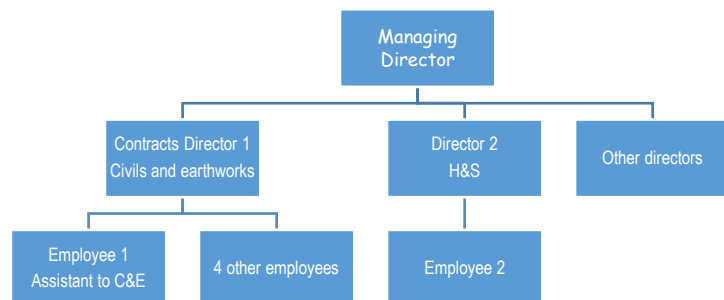 Managing
Director
Contracts Director 1
Civils and earthworks
Director 2
H&S
Other directors
Employee 1
Assistant to C&E
4 other employees
Employee 2